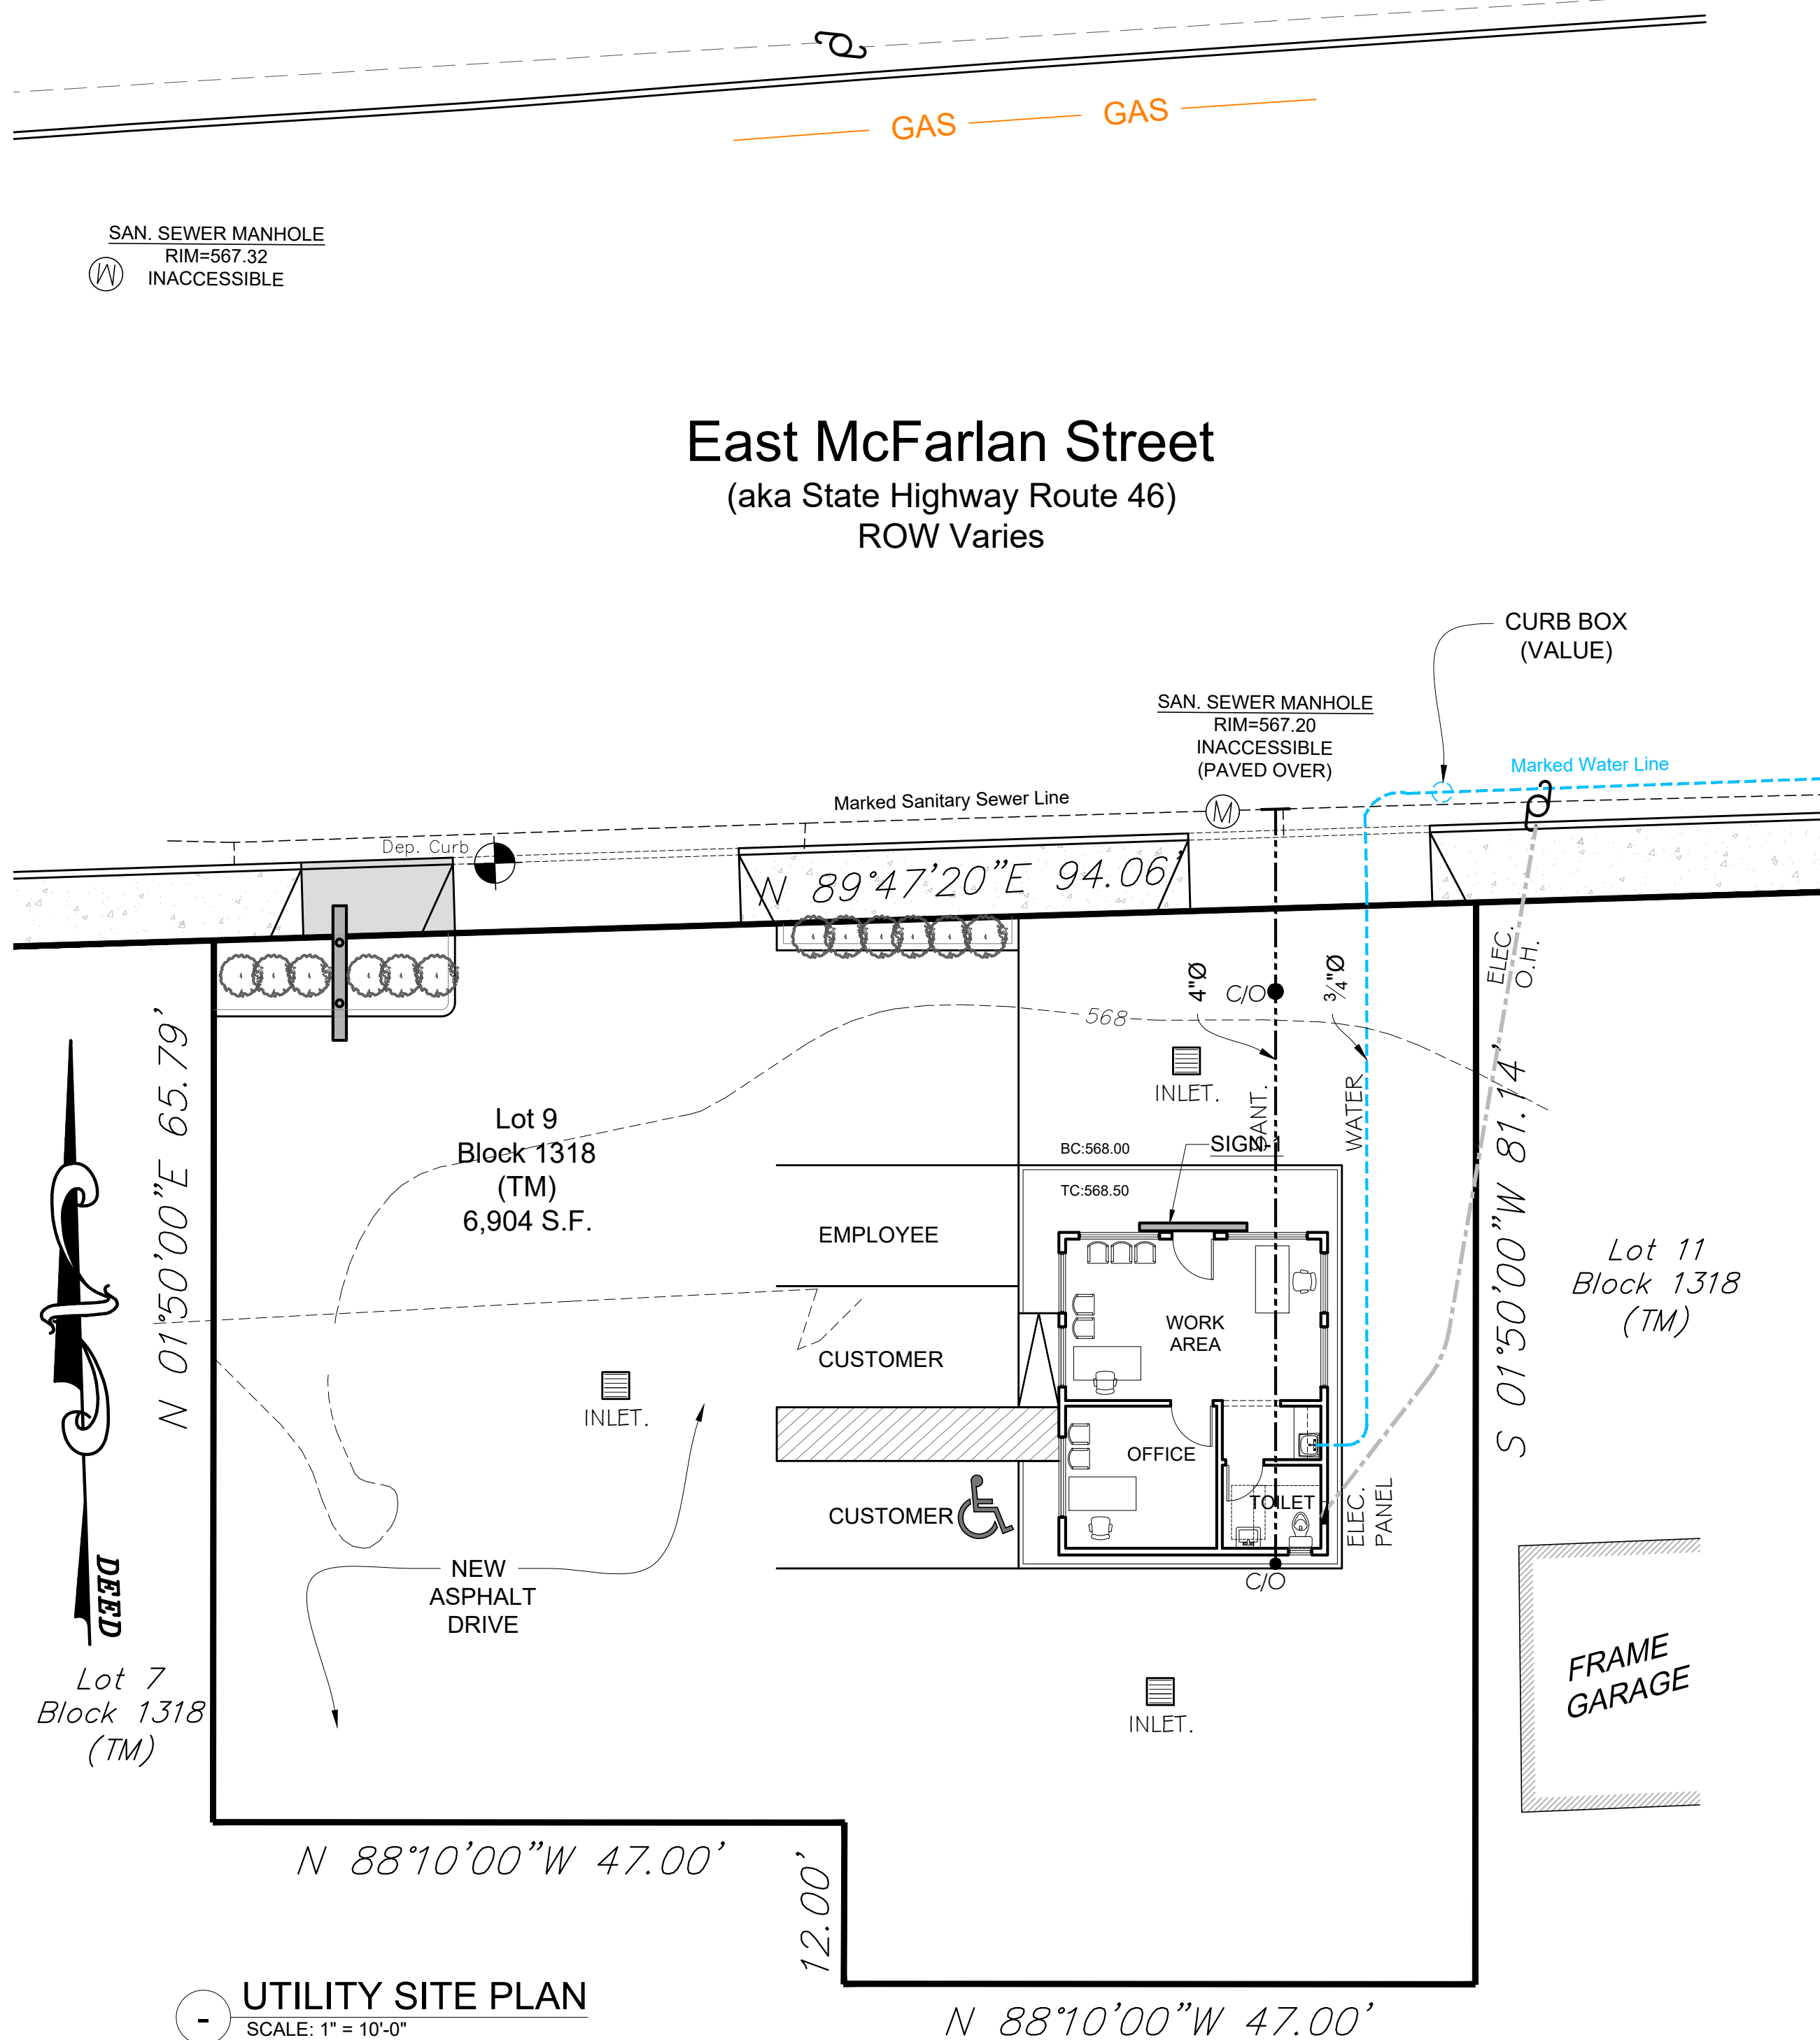 GAS
GAS
SAN. SEWER MANHOLE
RIM=567.32
INACCESSIBLE
M
East McFarlan Street
(aka State Highway Route 46)
ROW Varies
CURB BOX
(VALUE)
SAN. SEWER MANHOLE
RIM=567.20
INACCESSIBLE
(PAVED OVER)
Marked Water Line
Marked Sanitary Sewer Line
M
Dep. Curb
N 89°47'20"E 94.06'
ELEC.
O.H.
4"Ø
C/O
3/4"Ø
568
INLET.
SANT.
WATER
N 01°50'00"E 65.79'
S 01°50'00"W 81.14'
Lot 9
Block 1318
(TM)
6,904 S.F.
BC:568.00
SIGN-1
TC:568.50
EMPLOYEE
Lot 11
Block 1318
(TM)
WORK
AREA
CUSTOMER
INLET.
OFFICE
CUSTOMER
TOILET
ELEC.
PANEL
C/O
NEW
ASPHALT
DRIVE
DEED
Lot 7
Block 1318
(TM)
FRAME
GARAGE
INLET.
N 88°10'00"W 47.00'
12.00'
N 88°10'00"W 47.00'
-
UTILITY SITE PLAN
SCALE: 1" = 10'-0"